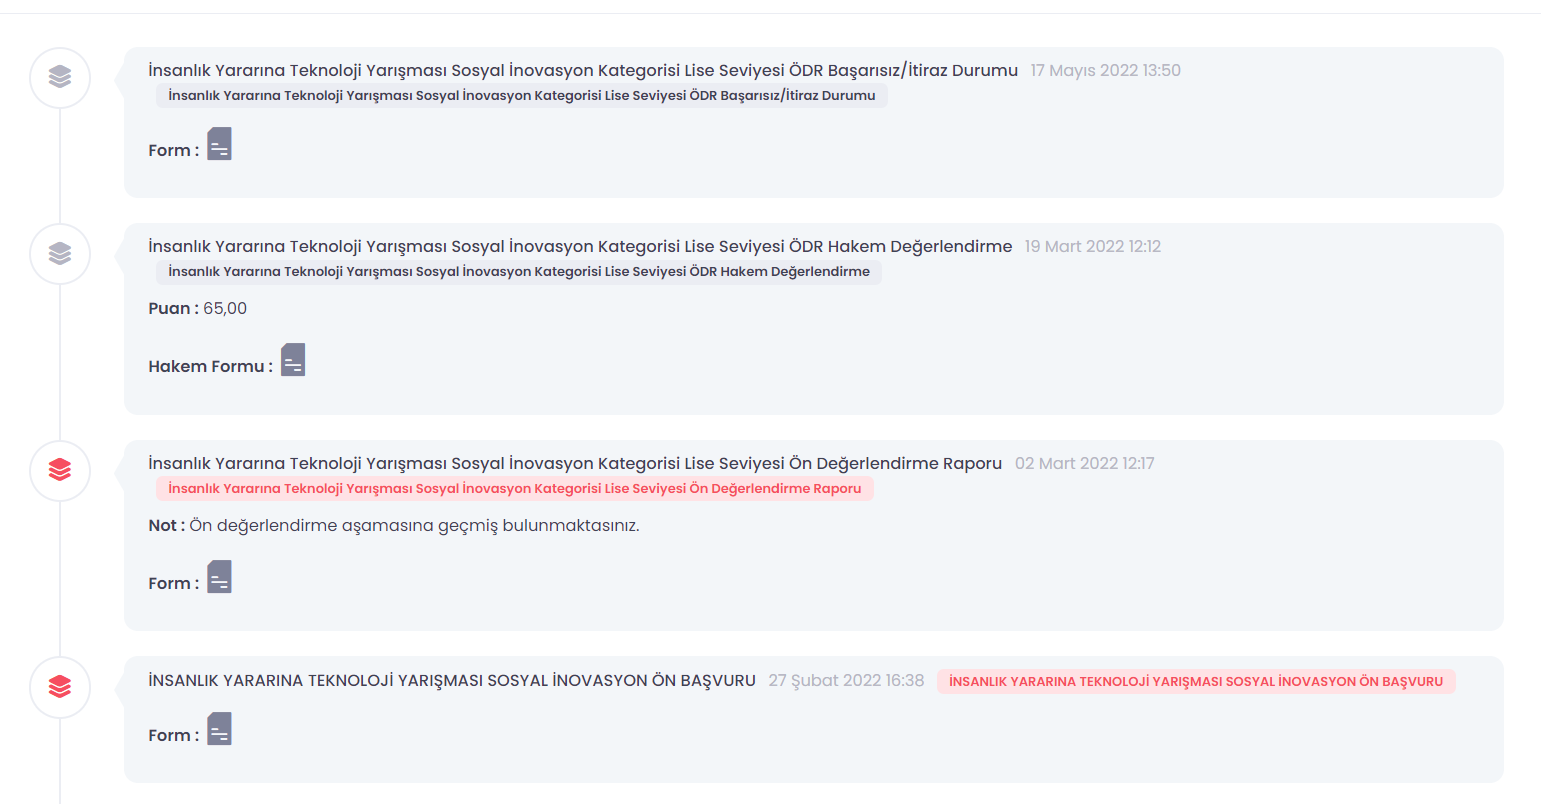 İnsanlık Yararına Teknoloji Yarışması Sosyal İnovasyon Kategorisi Lise Seviyesi ÖDR Başarısız/İtiraz Durumu 17 Mayıs 2022 13:50
İnsanlık Yararına Teknoloji Yarışması Sosyal İnovasyon Kategorisi Lise Seviyesi ÖDR Başarısız/İtiraz Durumu
Form :
İnsanlık Yararına Teknoloji Yarışması Sosyal İnovasyon Kategorisi Lise Seviyesi ÖDR Hakem Değerlendirme 19 Mart 2022 12:12
İnsanlık Yararına Teknoloji Yarışması Sosyal İnovasyon Kategorisi Lise Seviyesi ÖDR Hakem Değerlendirme
Puan : 65,00
Hakem Formu :
İnsanlık Yararına Teknoloji Yarışması Sosyal İnovasyon Kategorisi Lise Seviyesi Ön Değerlendirme Raporu 02 Mart 2022 12:17
İnsanlık Yararına Teknoloji Yarışması Sosyal İnovasyon Kategorisi Lise Seviyesi Ön Değerlendirme Raporu
Not : Ön değerlendirme aşamasına geçmiş bulunmaktasınız.
Form :
İNSANLIK YARARINA TEKNOLOJİ YARIŞMASI SOSYAL İNOVASYON ÖN BAŞVURU 27 Şubat 2022 16:38 İNSANLIK YARARINA TEKNOLOJİ YARIŞMASI SOSYAL İNOVASYON ÖN BAŞVURU
Form :